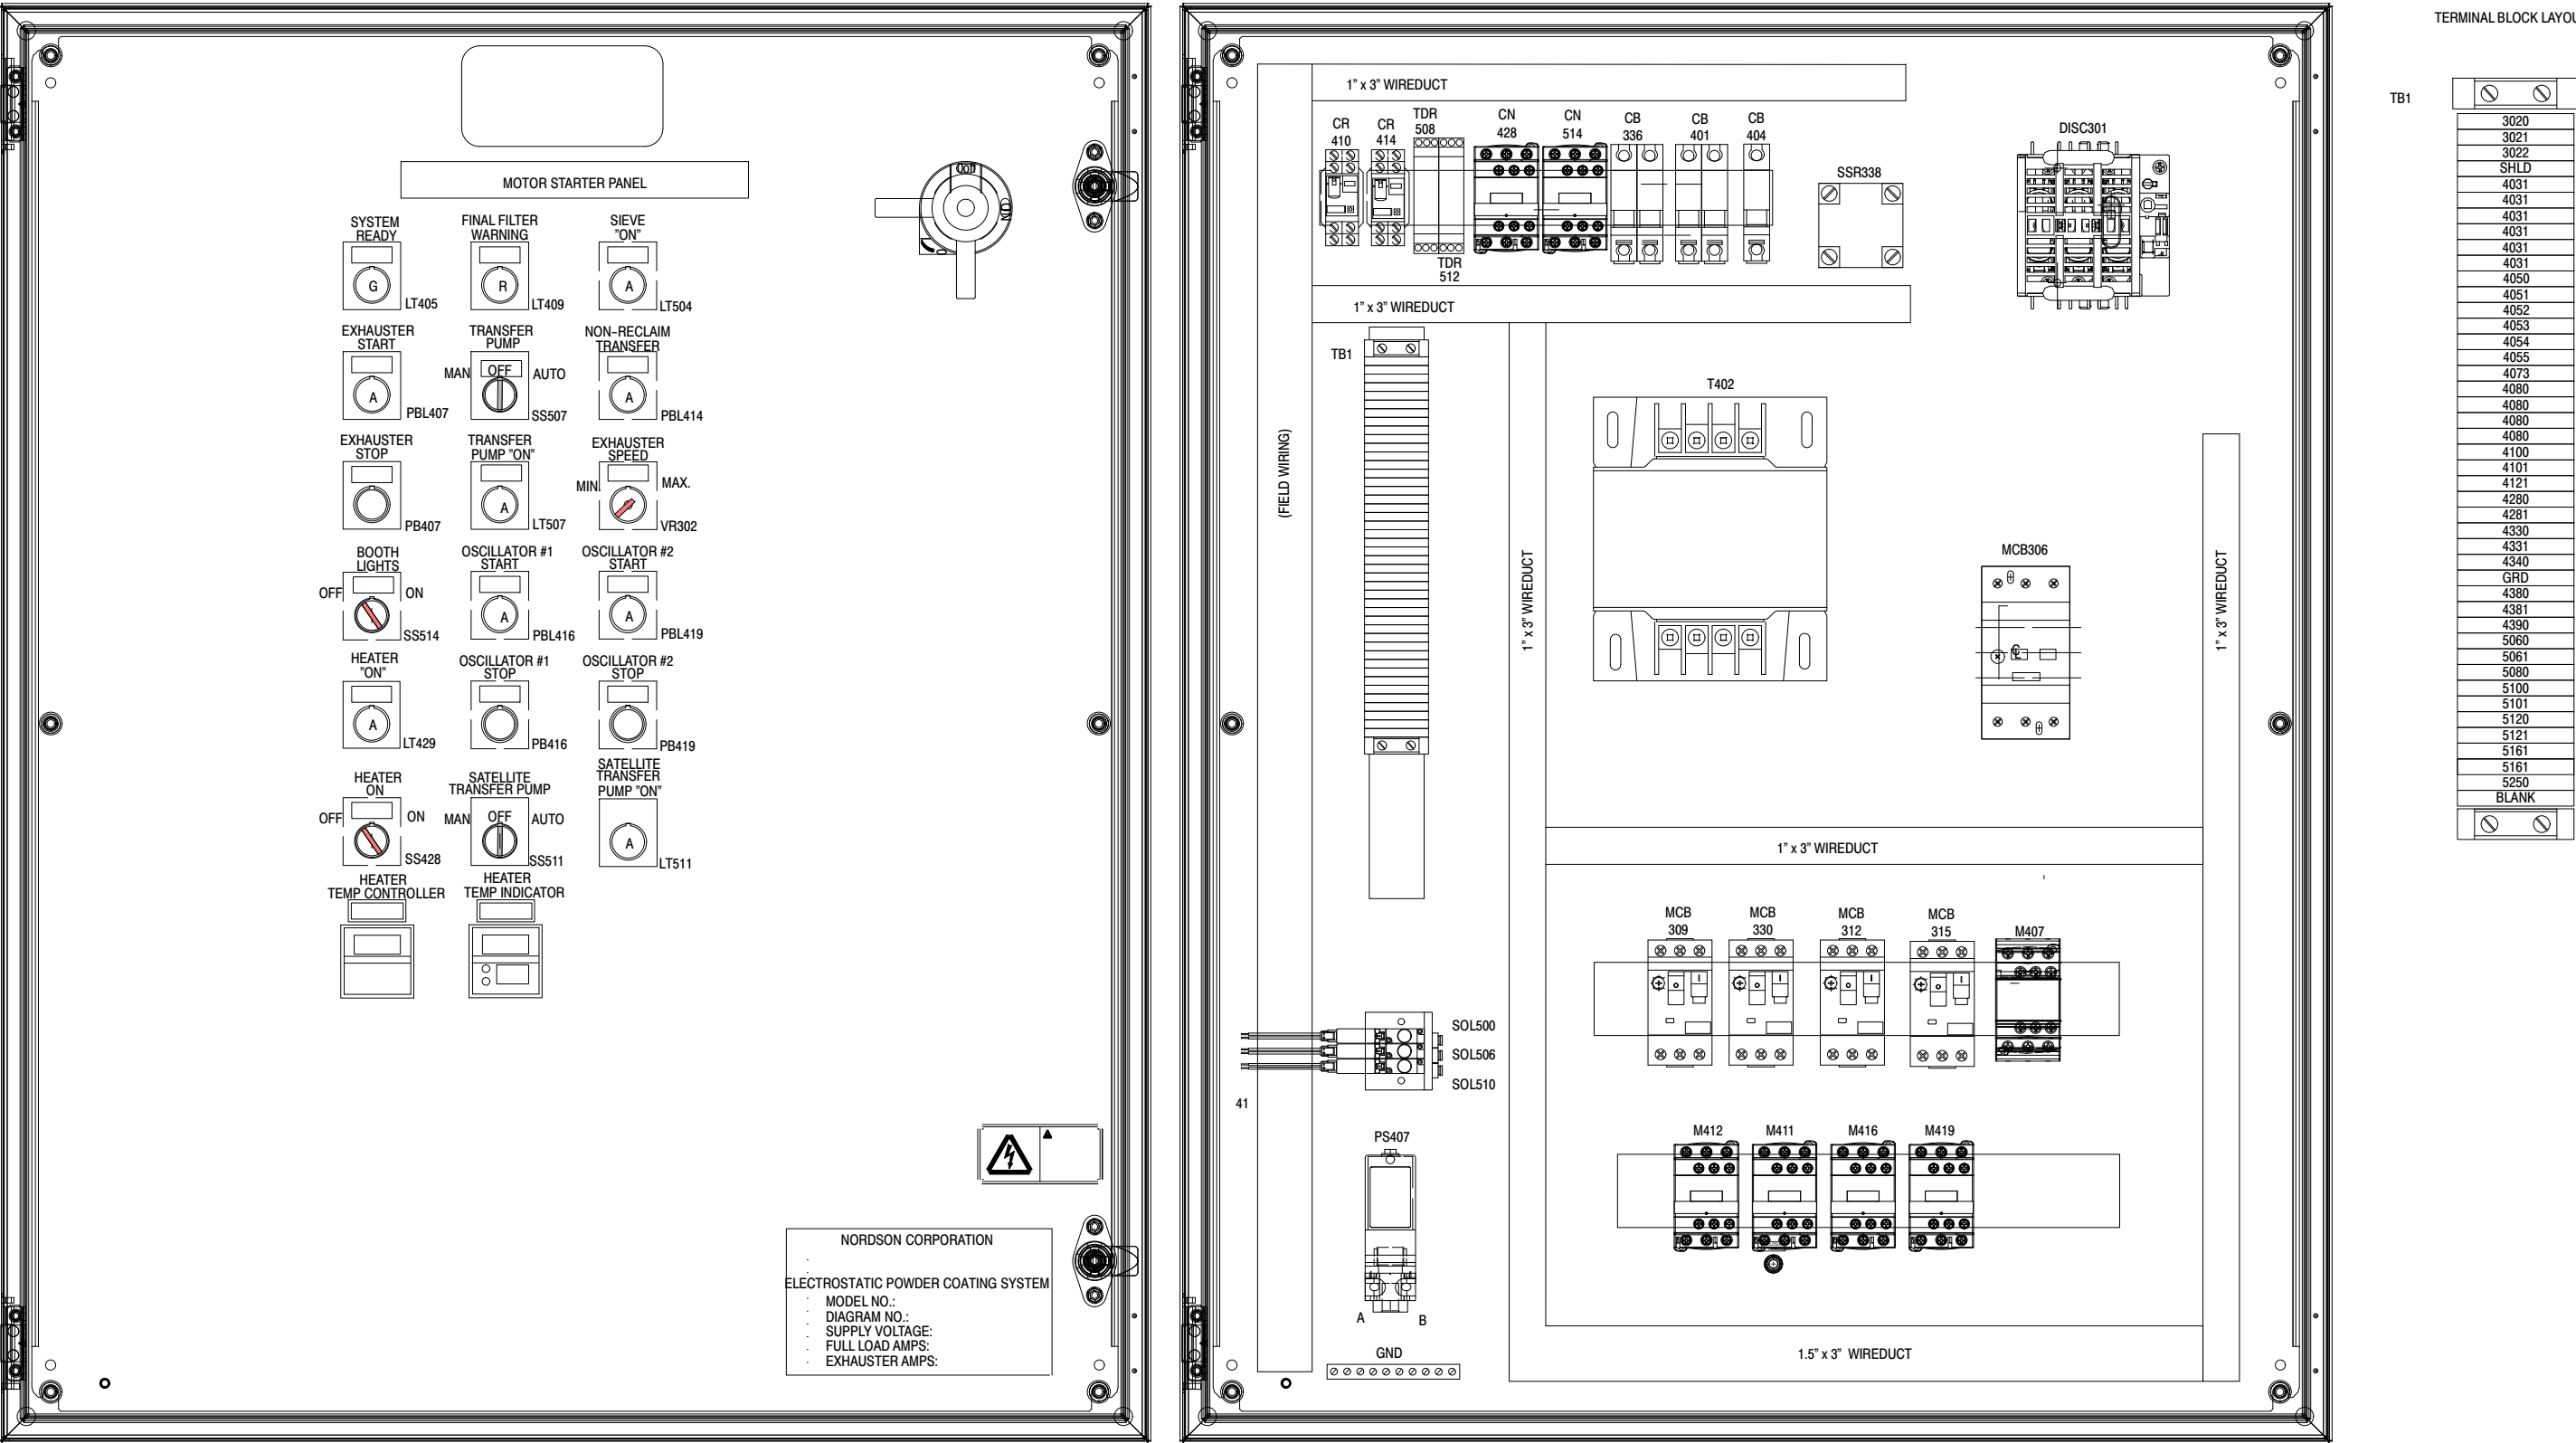 MOTOR STARTER PANEL
SYSTEM
READY
G
LT405
FINAL FILTER
WARNING
R
LT409
SIEVE
"ON"
A
LT504
EXHAUSTER
START
A
PBL407
TRANSFER
PUMP
MAN
OFF
AUTO
SS507
NON-RECLAIM
TRANSFER
A
PBL414
EXHAUSTER
STOP
PB407
TRANSFER
PUMP "ON"
A
LT507
EXHAUSTER
SPEED
MIN.
MAX.
VR302
BOOTH
LIGHTS
OFF
ON
SS514
OSCILLATOR #1
START
A
PBL416
OSCILLATOR #2
START
A
PBL419
HEATER
"ON"
A
LT429
OSCILLATOR #1
STOP
PB416
OSCILLATOR #2
STOP
PB419
HEATER
ON
OFF
ON
SS428
SATELLITE
TRANSFER PUMP
MAN
OFF
AUTO
SS511
SATELLITE
TRANSFER
PUMP "ON"
A
LT511
HEATER
TEMP CONTROLLER
HEATER
TEMP INDICATOR
NORDSON CORPORATION
ELECTROSTATIC POWDER COATING SYSTEM
MODEL NO.:
DIAGRAM NO.:
SUPPLY VOLTAGE:
FULL LOAD AMPS:
EXHAUSTER AMPS:
1" x 3" WIREDUCT
CR
410
CR
414
TDR
508
CN
428
CN
514
CB
336
CB
401
CB
404
TDR
512
SSR338
DISC301
1" x 3" WIREDUCT
TB1
(FIELD WIRING)
T402
1" x 3" WIREDUCT
MCB306
1" x 3" WIREDUCT
1" x 3" WIREDUCT
MCB
309
MCB
330
MCB
312
MCB
315
M407
SOL500
SOL506
SOL510
41
PS407
A
B
M412
M411
M416
M419
GND
1.5" x 3" WIREDUCT
TERMINAL BLOCK LAYOU
TB1
3020
3021
3022
SHLD
4031
4031
4031
4031
4031
4031
4050
4051
4052
4053
4054
4055
4073
4080
4080
4080
4080
4100
4101
4121
4280
4281
4330
4331
4340
GRD
4380
4381
4390
5060
5061
5080
5100
5101
5120
5121
5161
5161
5250
BLANK